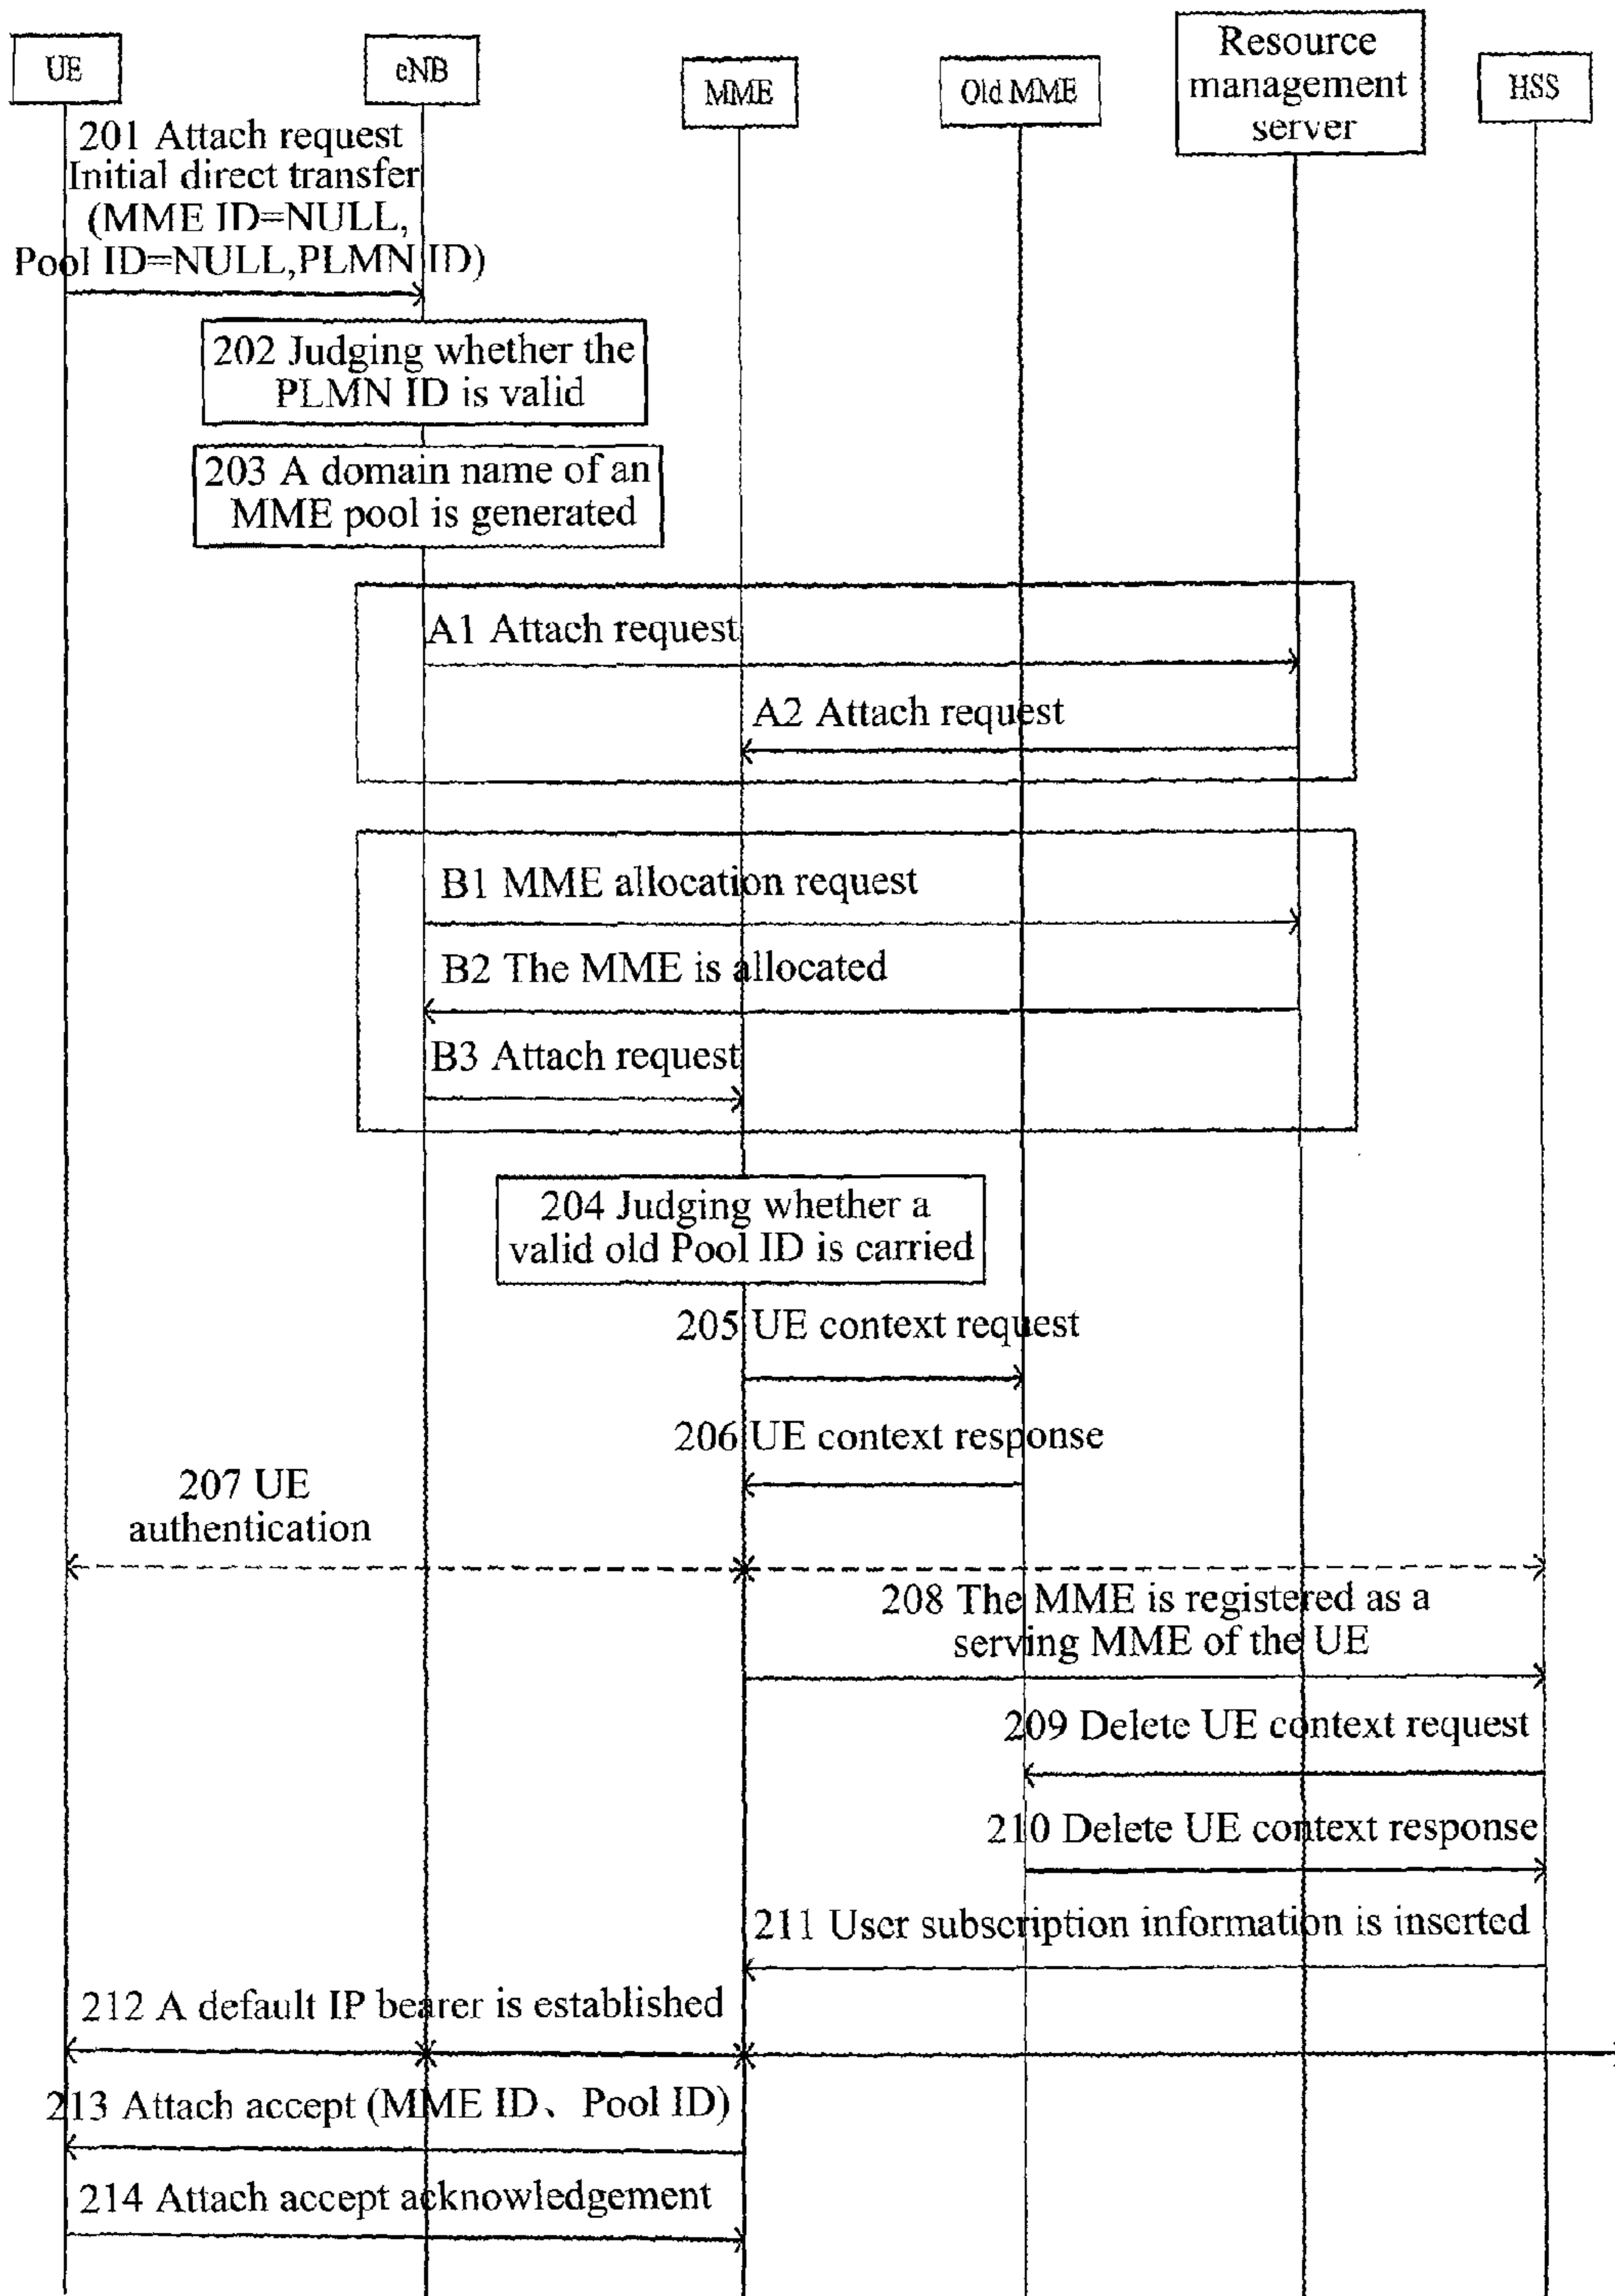 UE
eNB
MME
Old MME
Resource
management
server
HSS
201 Attach request
Initial direct transfer
(MME ID=NULL,
Pool ID=NULL,PLMN ID)
202 Judging whether the
PLMN ID is valid
203 A domain name of an
MME pool is generated
A1 Attach request
A2 Attach request
B1 MME allocation request
B2 The MME is allocated
B3 Attach request
204 Judging whether a
valid old Pool ID is carried
205 UE context request
206 UE context response
207 UE
authentication
208 The MME is registered as a
serving MME of the UE
209 Delete UE context request
210 Delete UE context response
211 User subscription information is inserted
212 A default IP bearer is established
213 Attach accept (MME ID、Pool ID)
214 Attach accept acknowledgement